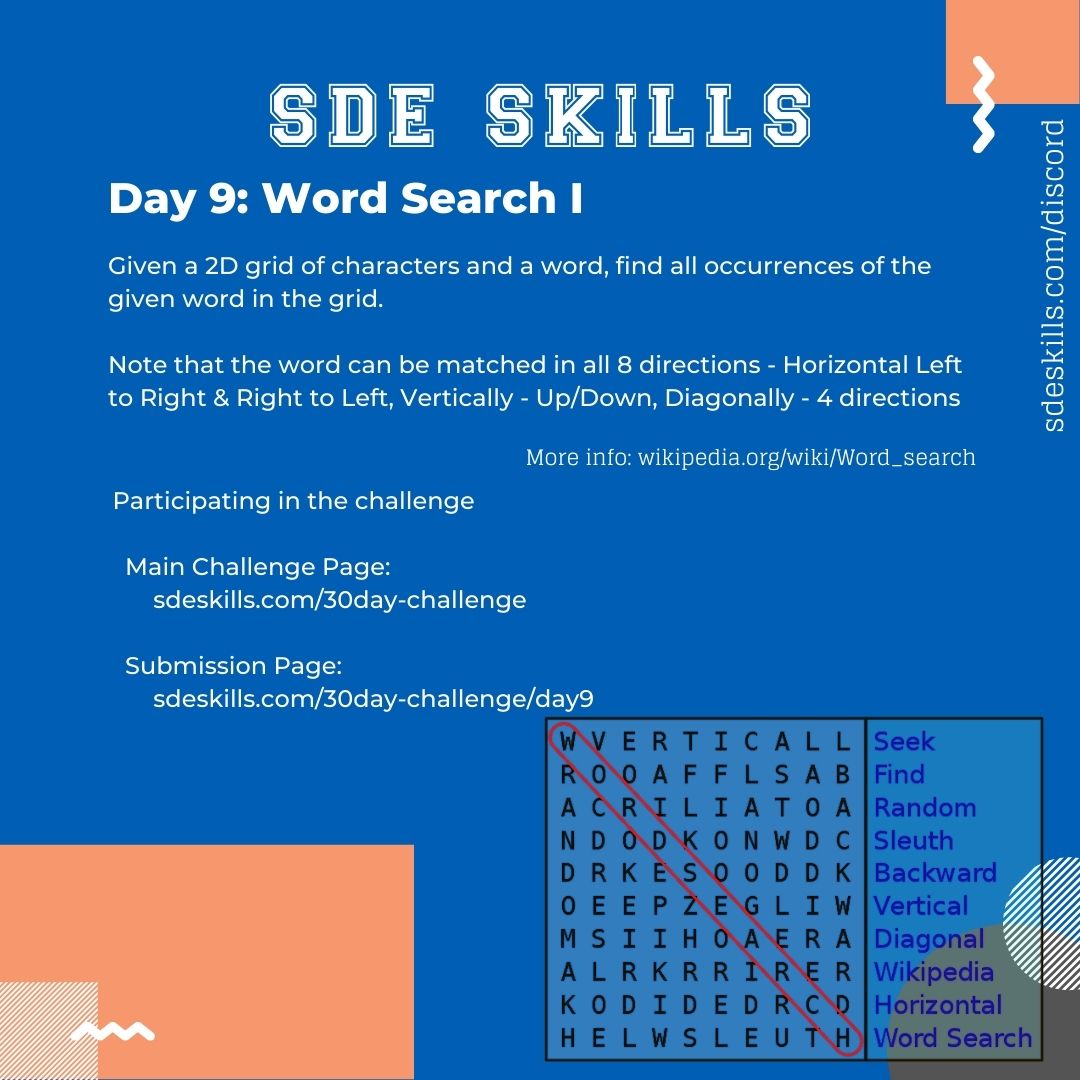 SDE SKILLS
Day 9: Word Search I
Given a 2D grid of characters and a word, find all occurrences of the
given word in the grid.
Note that the word can be matched in all 8 directions - Horizontal Left
to Right & Right to Left, Vertically - Up/Down, Diagonally - 4 directions
More info: wikipedia.org/wiki/Word_search
Participating in the challenge
Main Challenge Page:
sdeskills.com/30day-challenge
Submission Page:
sdeskills.com/30day-challenge/day9
sdeskills.com/discord
W V E R T I C A L L
R O O A F F L S A B
A C R I L I A T O A
N D O D K O N W D C
D R K E S O O D D K
O E E P Z E G L I W
M S I I H O A E R A
A L R K R R I R E R
K O D I D E D R C D
H E L W S L E U T H
Seek
Find
Random
Sleuth
Backward
Vertical
Diagonal
Wikipedia
Horizontal
Word Search